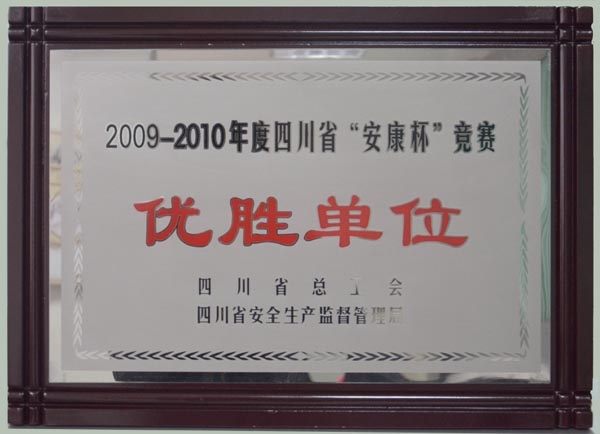 2009-2010年度四川省“安康杯”竞赛
优胜单位
四川省总工会
四川省安全生产监督管理局